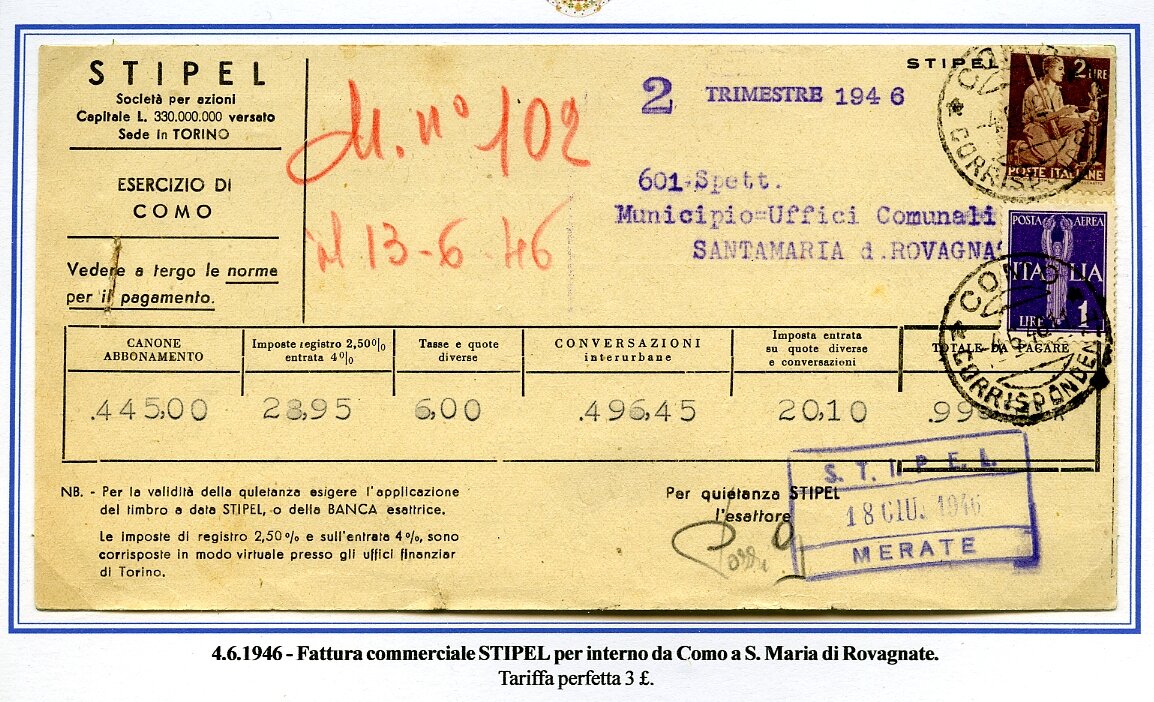 STIPEL
Società per azioni
Capitale L. 330.000.000 versato
Sede in TORINO
ESERCIZIO DI
COMO
Vedere a tergo le norme
per il pagamento.
M. n° 102
il 13-6-46
STIPEL
2 TRIMESTRE 1946
601-Spett.
Municipio=Uffici Comunali
SANTAMARIA d.ROVAGNA
2 LIRE
POSTE ITALIANE
COMO
CORRISPOND
POSTA AEREA
ITALIA
LIRE 1
COMO
CORRISPONDEN
CANONE ABBONAMENTO
Imposte registro 2,50% entrata 4%
Tasse e quote diverse
CONVERSAZIONI interurbane
Imposta entrata su quote diverse e conversazioni
TOTALE DA PAGARE
.445,00 28,95 6,00 .496,45 20,10 .99
NB. - Per la validità della quietanza esigere l'applicazione
del timbro a data STIPEL, o della BANCA esattrice.
Le imposte di registro 2,50% e sull'entrata 4%, sono
corrisposte in modo virtuale presso gli uffici finanziar
di Torino.
Per quietanza STIPEL
l'esattore
S.T.I.P.E.L.
18 GIU. 1946
MERATE
4.6.1946 - Fattura commerciale STIPEL per interno da Como a S. Maria di Rovagnate.
Tariffa perfetta 3 £.